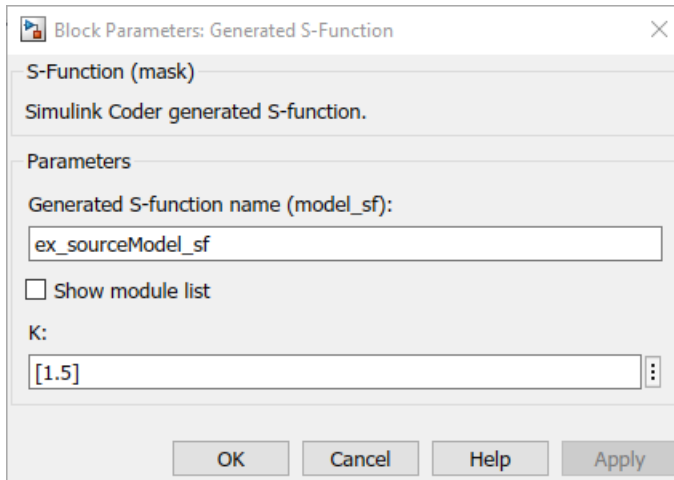 Block Parameters: Generated S-Function
S-Function (mask)
Simulink Coder generated S-function.
Parameters
Generated S-function name (model_sf):
ex_sourceModel_sf
Show module list
K:
[1.5]
OK Cancel Help Apply